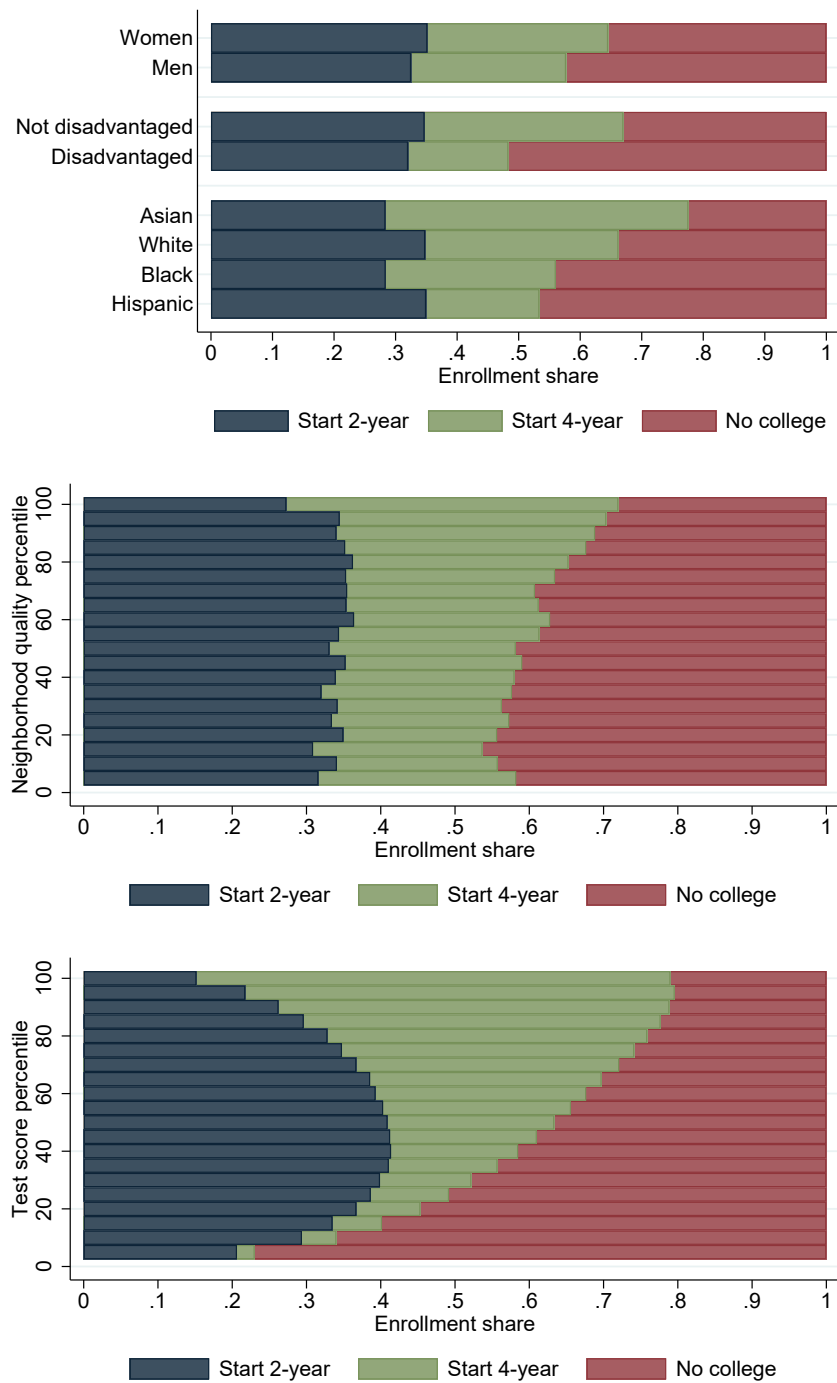 Women
Men
Not disadvantaged
Disadvantaged
Asian
White
Black
Hispanic
0 .1 .2 .3 .4 .5 .6 .7 .8 .9 1
Enrollment share
Start 2-year Start 4-year No college
Neighborhood quality percentile
100
80
60
40
20
0
0 .1 .2 .3 .4 .5 .6 .7 .8 .9 1
Enrollment share
Start 2-year Start 4-year No college
Test score percentile
100
80
60
40
20
0
0 .1 .2 .3 .4 .5 .6 .7 .8 .9 1
Enrollment share
Start 2-year Start 4-year No college